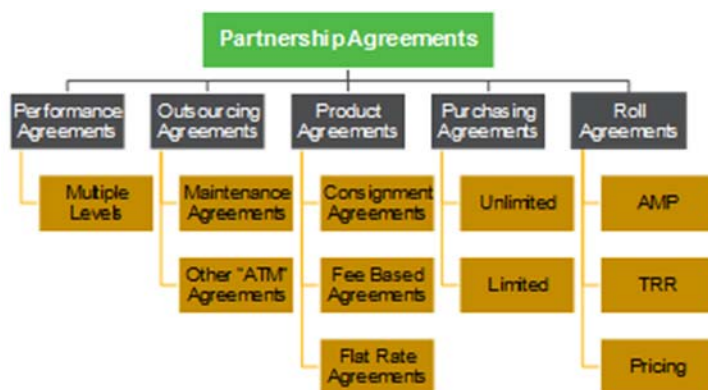 Partnership Agreements
Performance
Agreements
Outsourcing
Agreements
Product
Agreements
Purchasing
Agreements
Roll
Agreements
Multiple
Levels
Maintenance
Agreements
Consignment
Agreements
Unlimited
AMP
Other "ATM"
Agreements
Fee Based
Agreements
Limited
TRR
Flat Rate
Agreements
Pricing